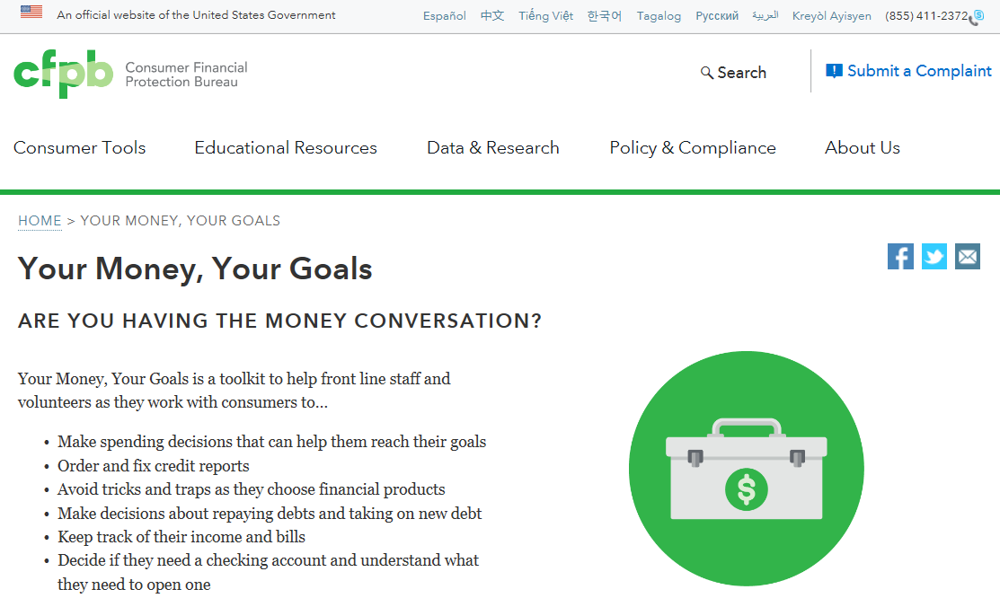 An official website of the United States Government
Español 中文 Tiếng Việt 한국어 Tagalog Русский العربية Kreyòl Ayisyen (855) 411-2372
cfpb Consumer Financial
Protection Bureau
Search
Submit a Complaint
Consumer Tools Educational Resources Data & Research Policy & Compliance About Us
HOME > YOUR MONEY, YOUR GOALS
Your Money, Your Goals
ARE YOU HAVING THE MONEY CONVERSATION?
Your Money, Your Goals is a toolkit to help front line staff and
volunteers as they work with consumers to...
• Make spending decisions that can help them reach their goals
• Order and fix credit reports
• Avoid tricks and traps as they choose financial products
• Make decisions about repaying debts and taking on new debt
• Keep track of their income and bills
• Decide if they need a checking account and understand what
they need to open one
$